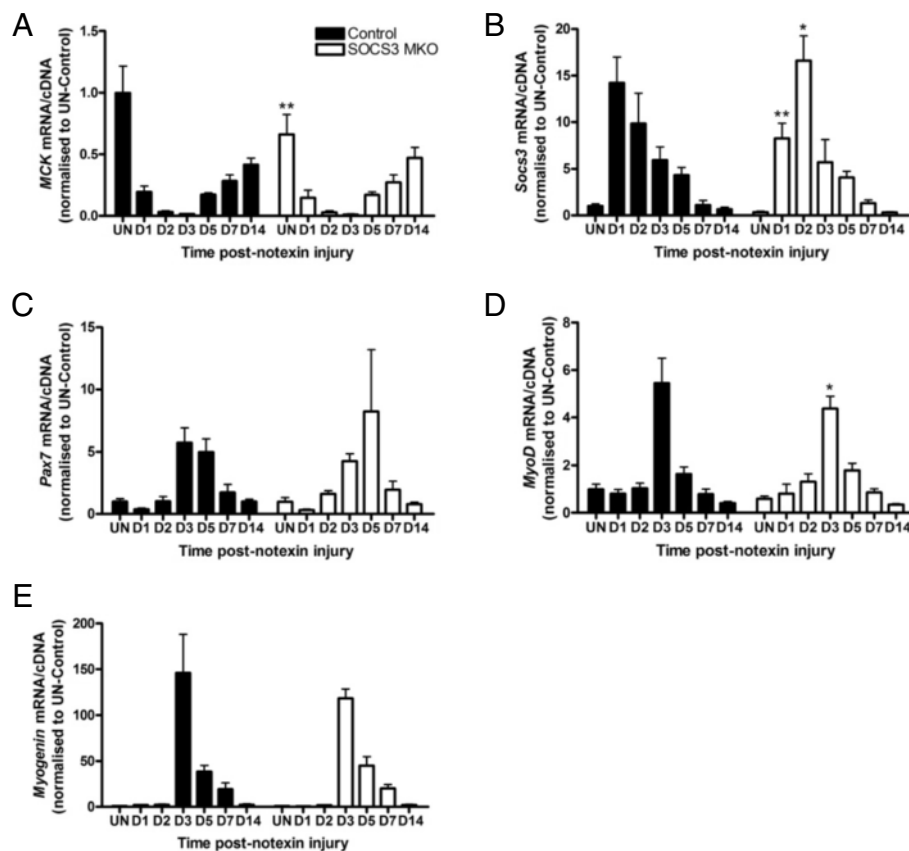 A
MCK mRNA/cDNA
(normalised to UN-Control)
1.5
1.0
0.5
0.0
Control
SOCS3 MKO
**
UN D1 D2 D3 D5 D7 D14 UN D1 D2 D3 D5 D7 D14
Time post-notexin injury
B
Socs3 mRNA/cDNA
(normalised to UN-Control)
20
15
10
5
0
*
**
UN D1 D2 D3 D5 D7 D14 UN D1 D2 D3 D5 D7 D14
Time post-notexin injury
C
Pax7 mRNA/cDNA
(normalised to UN-Control)
15
10
5
0
UN D1 D2 D3 D5 D7 D14 UN D1 D2 D3 D5 D7 D14
Time post-notexin injury
D
MyoD mRNA/cDNA
(normalised to UN-Control)
8
6
4
2
0
*
UN D1 D2 D3 D5 D7 D14 UN D1 D2 D3 D5 D7 D14
Time post-notexin injury
E
Myogenin mRNA/cDNA
(normalised to UN-Control)
200
150
100
50
0
UN D1 D2 D3 D5 D7 D14 UN D1 D2 D3 D5 D7 D14
Time post-notexin injury